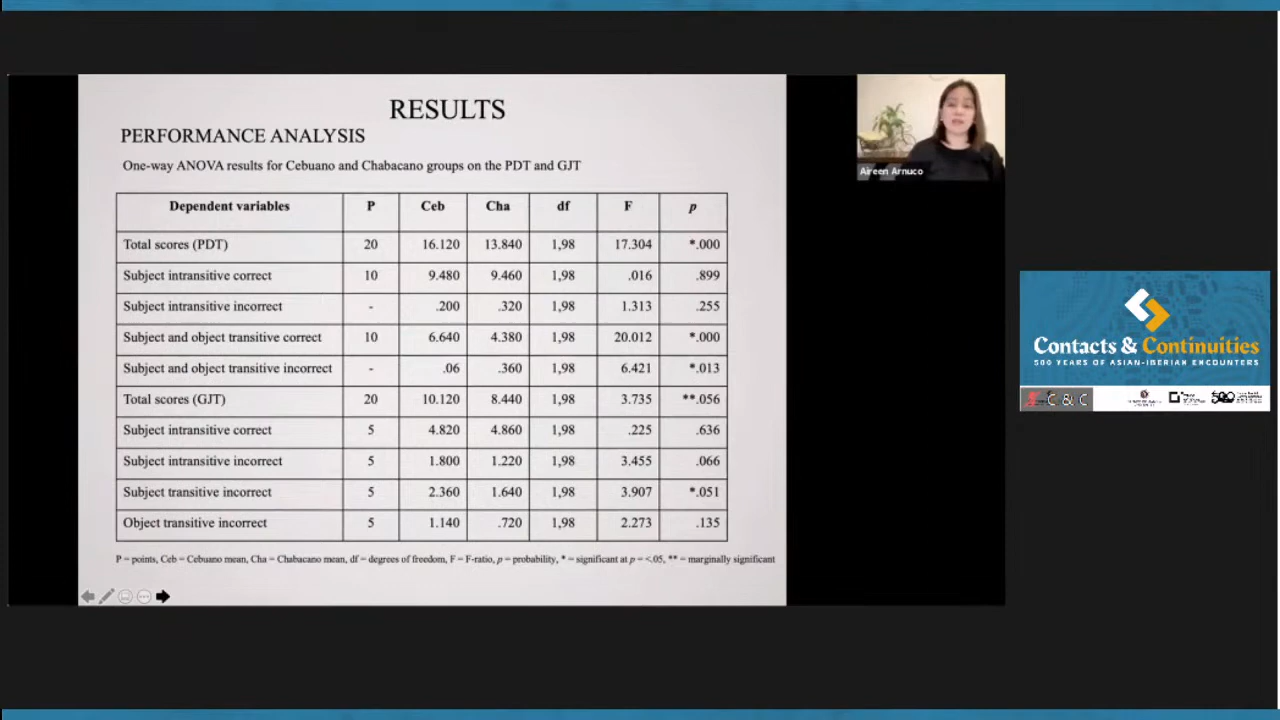 RESULTS
PERFORMANCE ANALYSIS
One-way ANOVA results for Cebuano and Chabacano groups on the PDT and GJT
Dependent variables P Ceb Cha df F p
Total scores (PDT) 20 16.120 13.840 1,98 17.304 *.000
Subject intransitive correct 10 9.480 9.460 1,98 .016 .899
Subject intransitive incorrect - .200 .320 1,98 1.313 .255
Subject and object transitive correct 10 6.640 4.380 1,98 20.012 *.000
Subject and object transitive incorrect - .06 .360 1,98 6.421 *.013
Total scores (GJT) 20 10.120 8.440 1,98 3.735 **.056
Subject intransitive correct 5 4.820 4.860 1,98 .225 .636
Subject intransitive incorrect 5 1.800 1.220 1,98 3.455 .066
Subject transitive incorrect 5 2.360 1.640 1,98 3.907 *.051
Object transitive incorrect 5 1.140 .720 1,98 2.273 .135
P = points, Ceb = Cebuano mean, Cha = Chabacano mean, df = degrees of freedom, F = F-ratio, p = probability, * = significant at p = <.05, ** = marginally significant
Aireen Arnuco
Contacts & Continuities
500 YEARS OF ASIAN-IBERIAN ENCOUNTERS
C & C